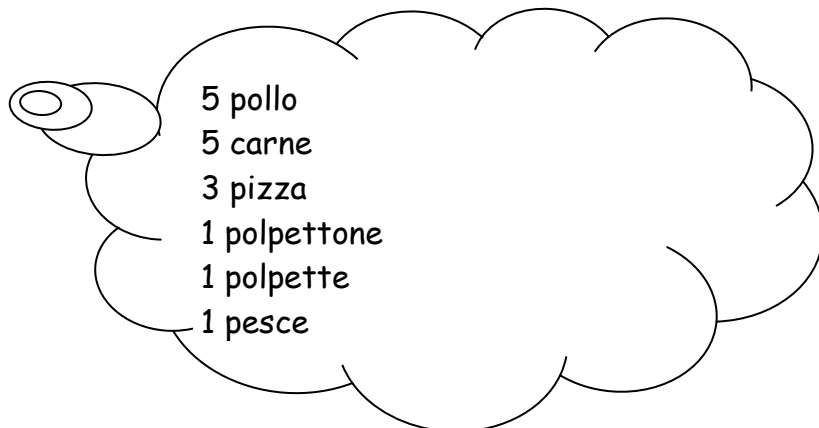 5 pollo
5 carne
3 pizza
1 polpettone
1 polpette
1 pesce